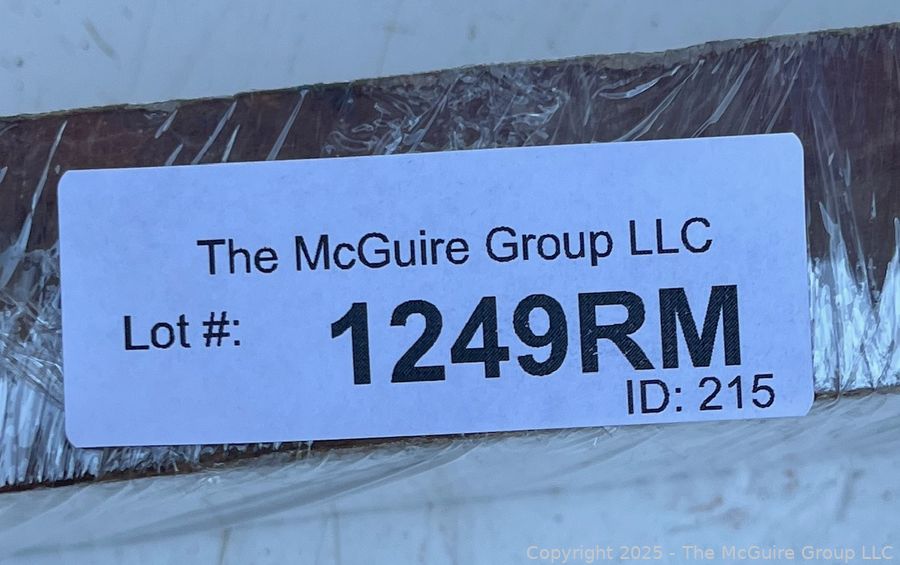 The McGuire Group LLC
Lot #: 1249RM
ID: 215
Copyright 2025 - The McGuire Group LLC